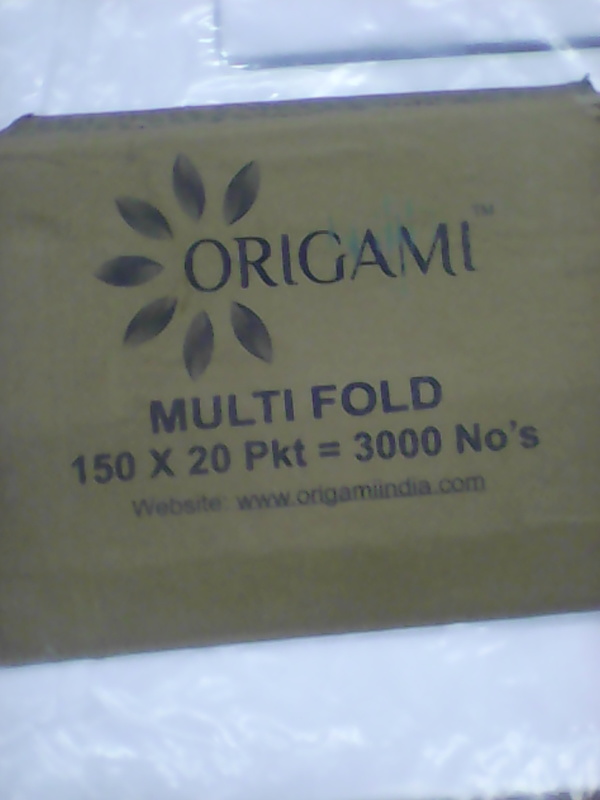 ORIGAMI™
MULTI FOLD
150 X 20 Pkt = 3000 No's
Website: www.origamiindia.com